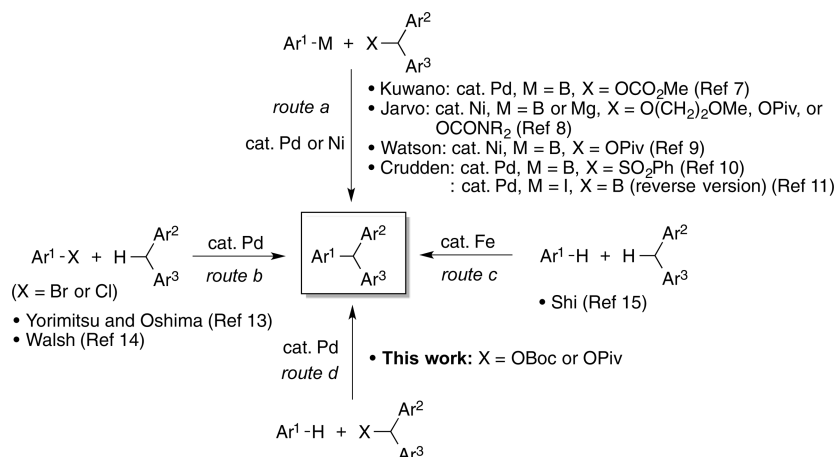 Ar¹-M + X Ar² Ar³
route a
cat. Pd or Ni
• Kuwano: cat. Pd, M = B, X = OCO₂Me (Ref 7)
• Jarvo: cat. Ni, M = B or Mg, X = O(CH₂)₂OMe, OPiv, or
OCONR₂ (Ref 8)
• Watson: cat. Ni, M = B, X = OPiv (Ref 9)
• Crudden: cat. Pd, M = B, X = SO₂Ph (Ref 10)
: cat. Pd, M = I, X = B (reverse version) (Ref 11)
Ar¹-X + H Ar² Ar³
(X = Br or Cl)
• Yorimitsu and Oshima (Ref 13)
• Walsh (Ref 14)
cat. Pd
route b
Ar¹ Ar² Ar³
cat. Fe
route c
Ar¹-H + H Ar² Ar³
• Shi (Ref 15)
cat. Pd
route d
• This work: X = OBoc or OPiv
Ar¹-H + X Ar² Ar³